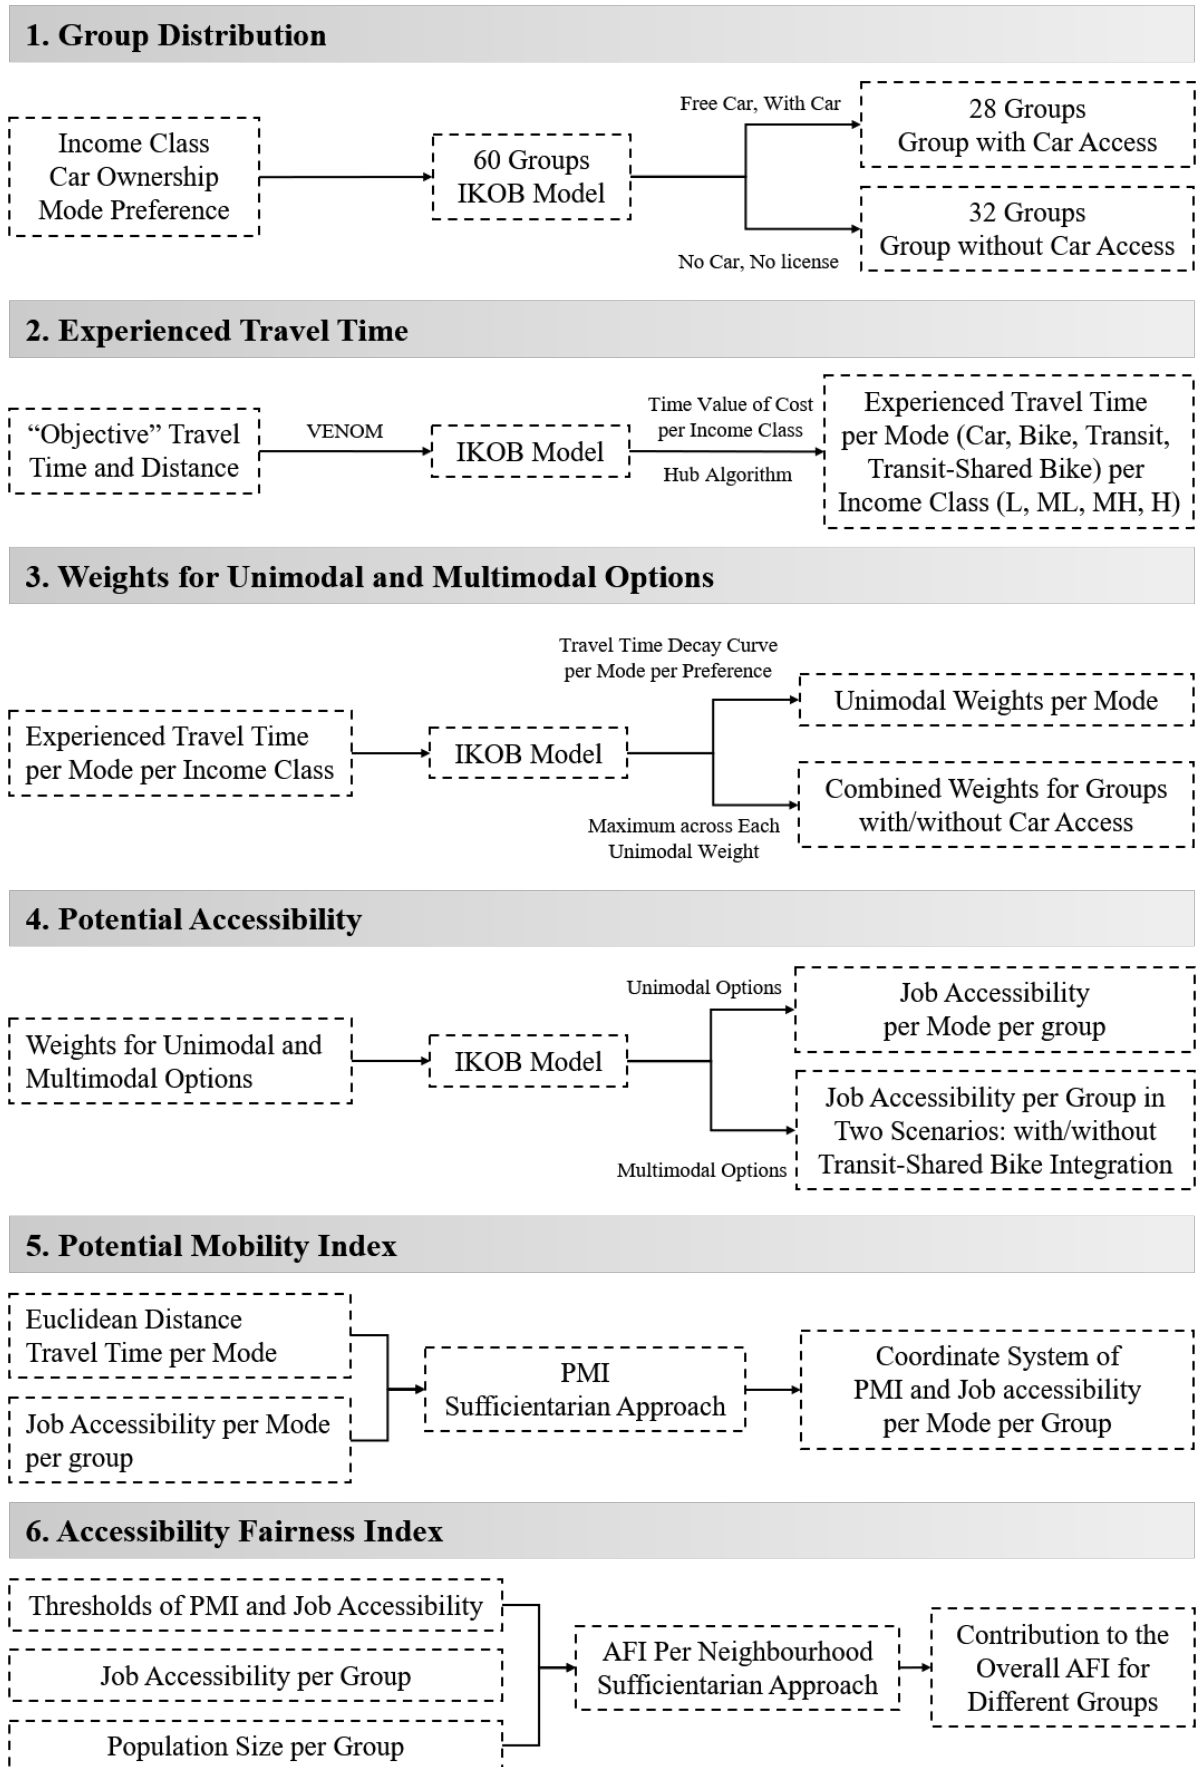 1. Group Distribution
Income Class
Car Ownership
Mode Preference
60 Groups
IKOB Model
Free Car, With Car
No Car, No license
28 Groups
Group with Car Access
32 Groups
Group without Car Access
2. Experienced Travel Time
“Objective” Travel
Time and Distance
VENOM
IKOB Model
Time Value of Cost
per Income Class
Hub Algorithm
Experienced Travel Time
per Mode (Car, Bike, Transit,
Transit-Shared Bike) per
Income Class (L, ML, MH, H)
3. Weights for Unimodal and Multimodal Options
Experienced Travel Time
per Mode per Income Class
IKOB Model
Travel Time Decay Curve
per Mode per Preference
Maximum across Each
Unimodal Weight
Unimodal Weights per Mode
Combined Weights for Groups
with/without Car Access
4. Potential Accessibility
Weights for Unimodal and
Multimodal Options
IKOB Model
Unimodal Options
Multimodal Options
Job Accessibility
per Mode per group
Job Accessibility per Group in
Two Scenarios: with/without
Transit-Shared Bike Integration
5. Potential Mobility Index
Euclidean Distance
Travel Time per Mode
Job Accessibility per Mode
per group
PMI
Sufficientarian Approach
Coordinate System of
PMI and Job accessibility
per Mode per Group
6. Accessibility Fairness Index
Thresholds of PMI and Job Accessibility
Job Accessibility per Group
Population Size per Group
AFI Per Neighbourhood
Sufficientarian Approach
Contribution to the
Overall AFI for
Different Groups